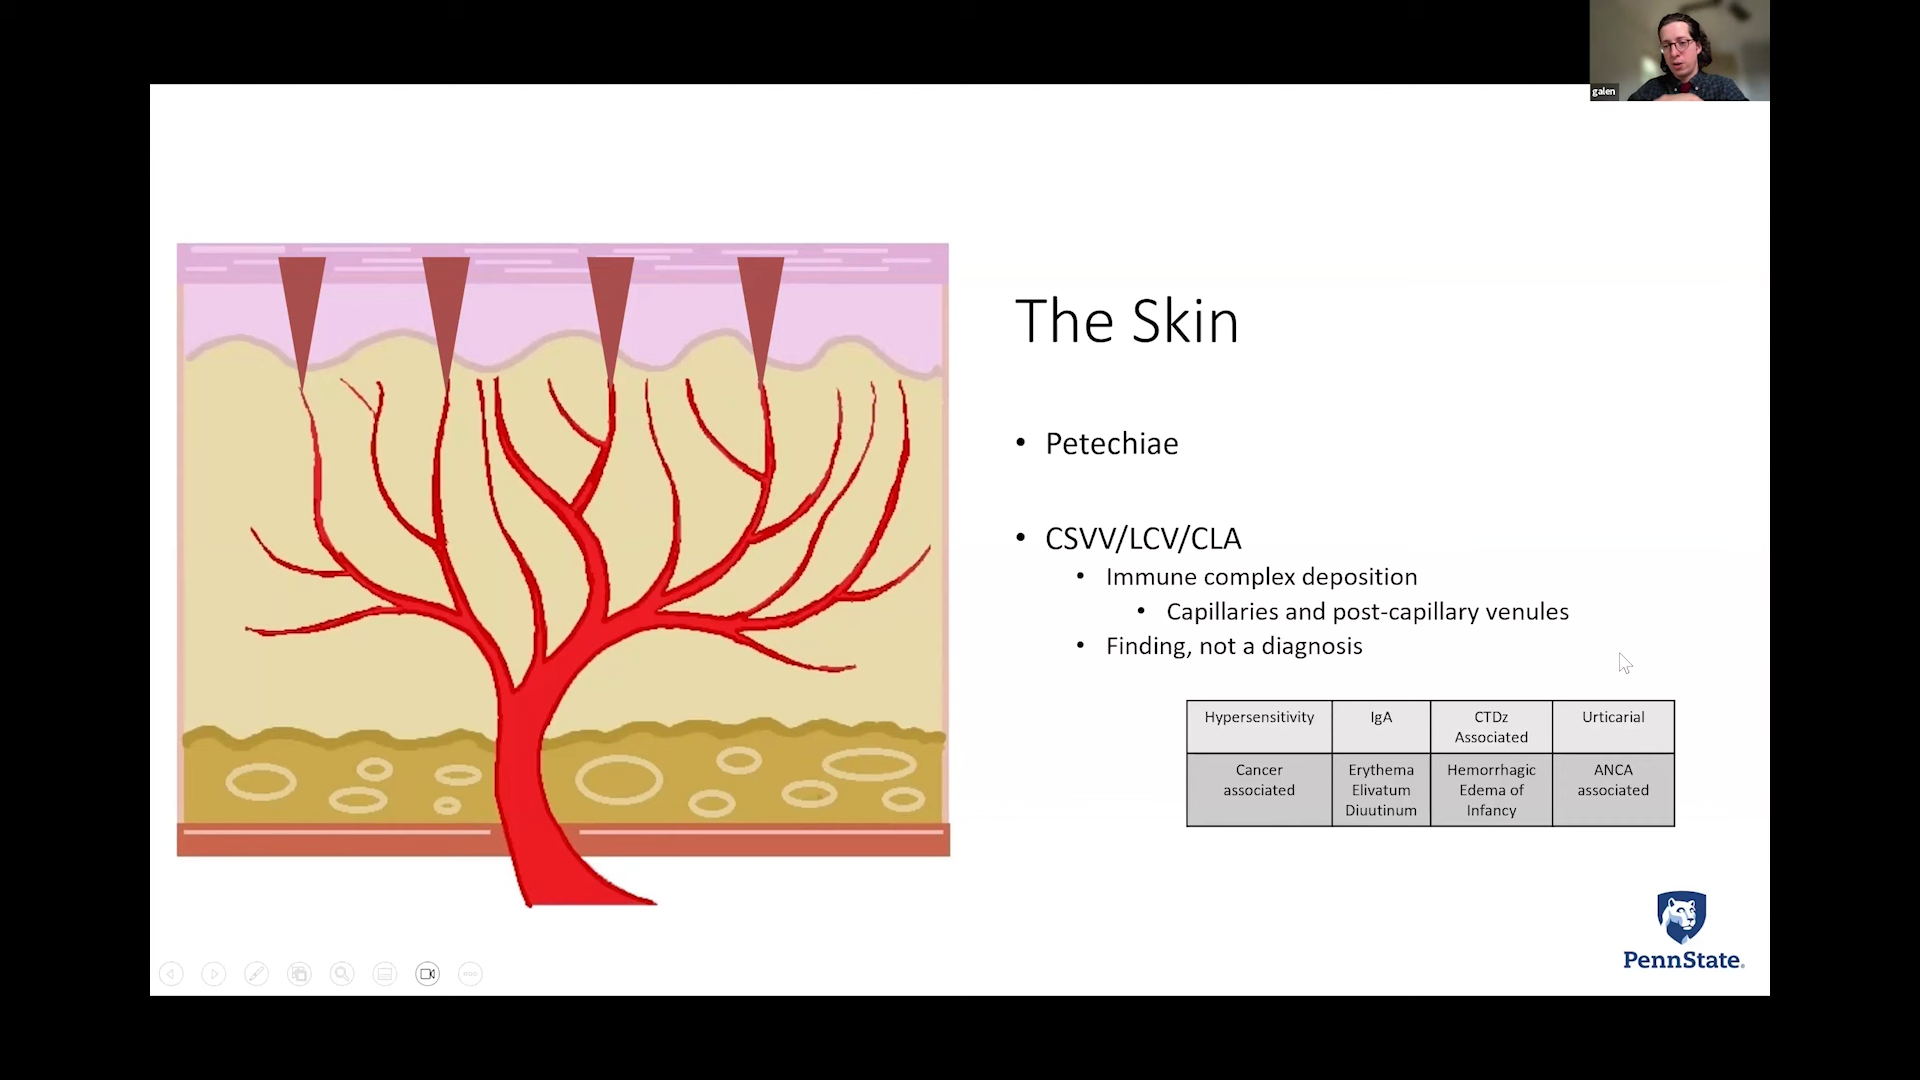 galen
The Skin
• Petechiae
• CSVV/LCV/CLA
• Immune complex deposition
• Capillaries and post-capillary venules
• Finding, not a diagnosis
Hypersensitivity
IgA
CTDz
Associated
Urticarial
Cancer
associated
Erythema
Elivatum
Diuutinum
Hemorrhagic
Edema of
Infancy
ANCA
associated
PennState